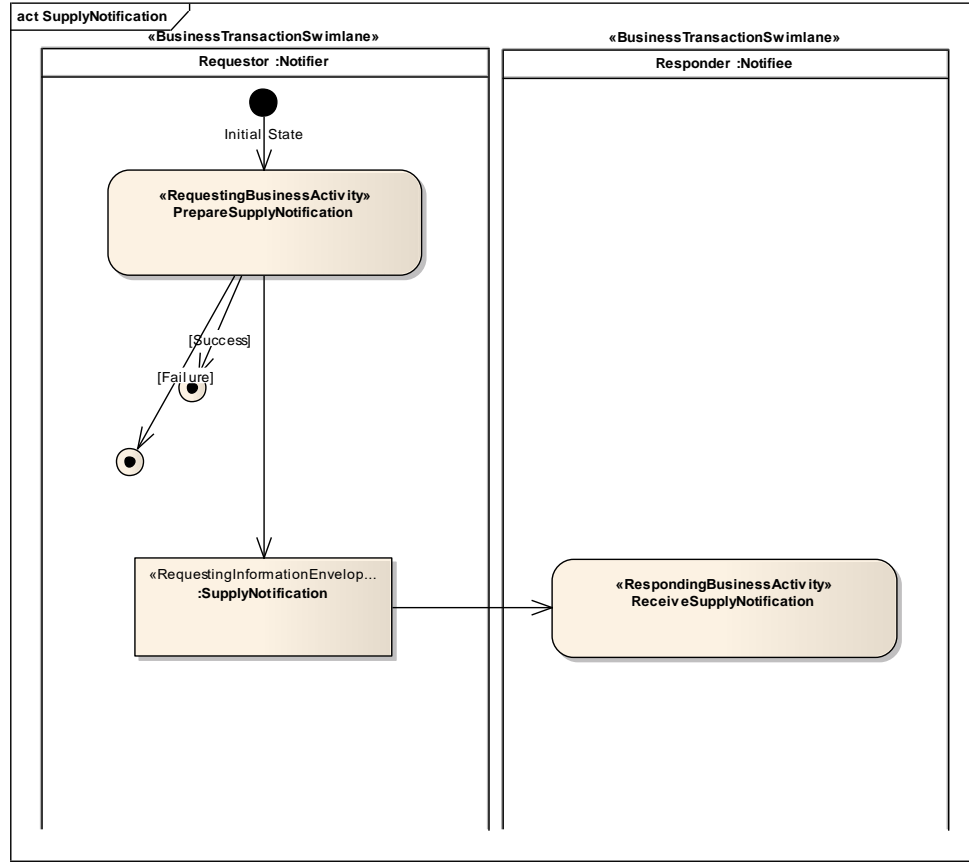 act SupplyNotification
«BusinessTransactionSwimlane»
Requestor :Notifier
«BusinessTransactionSwimlane»
Responder :Notifiee
Initial State
«RequestingBusinessActivity»
PrepareSupplyNotification
[Success]
[Failure]
«RequestingInformationEnvelop...
:SupplyNotification
«RespondingBusinessActivity»
ReceiveSupplyNotification